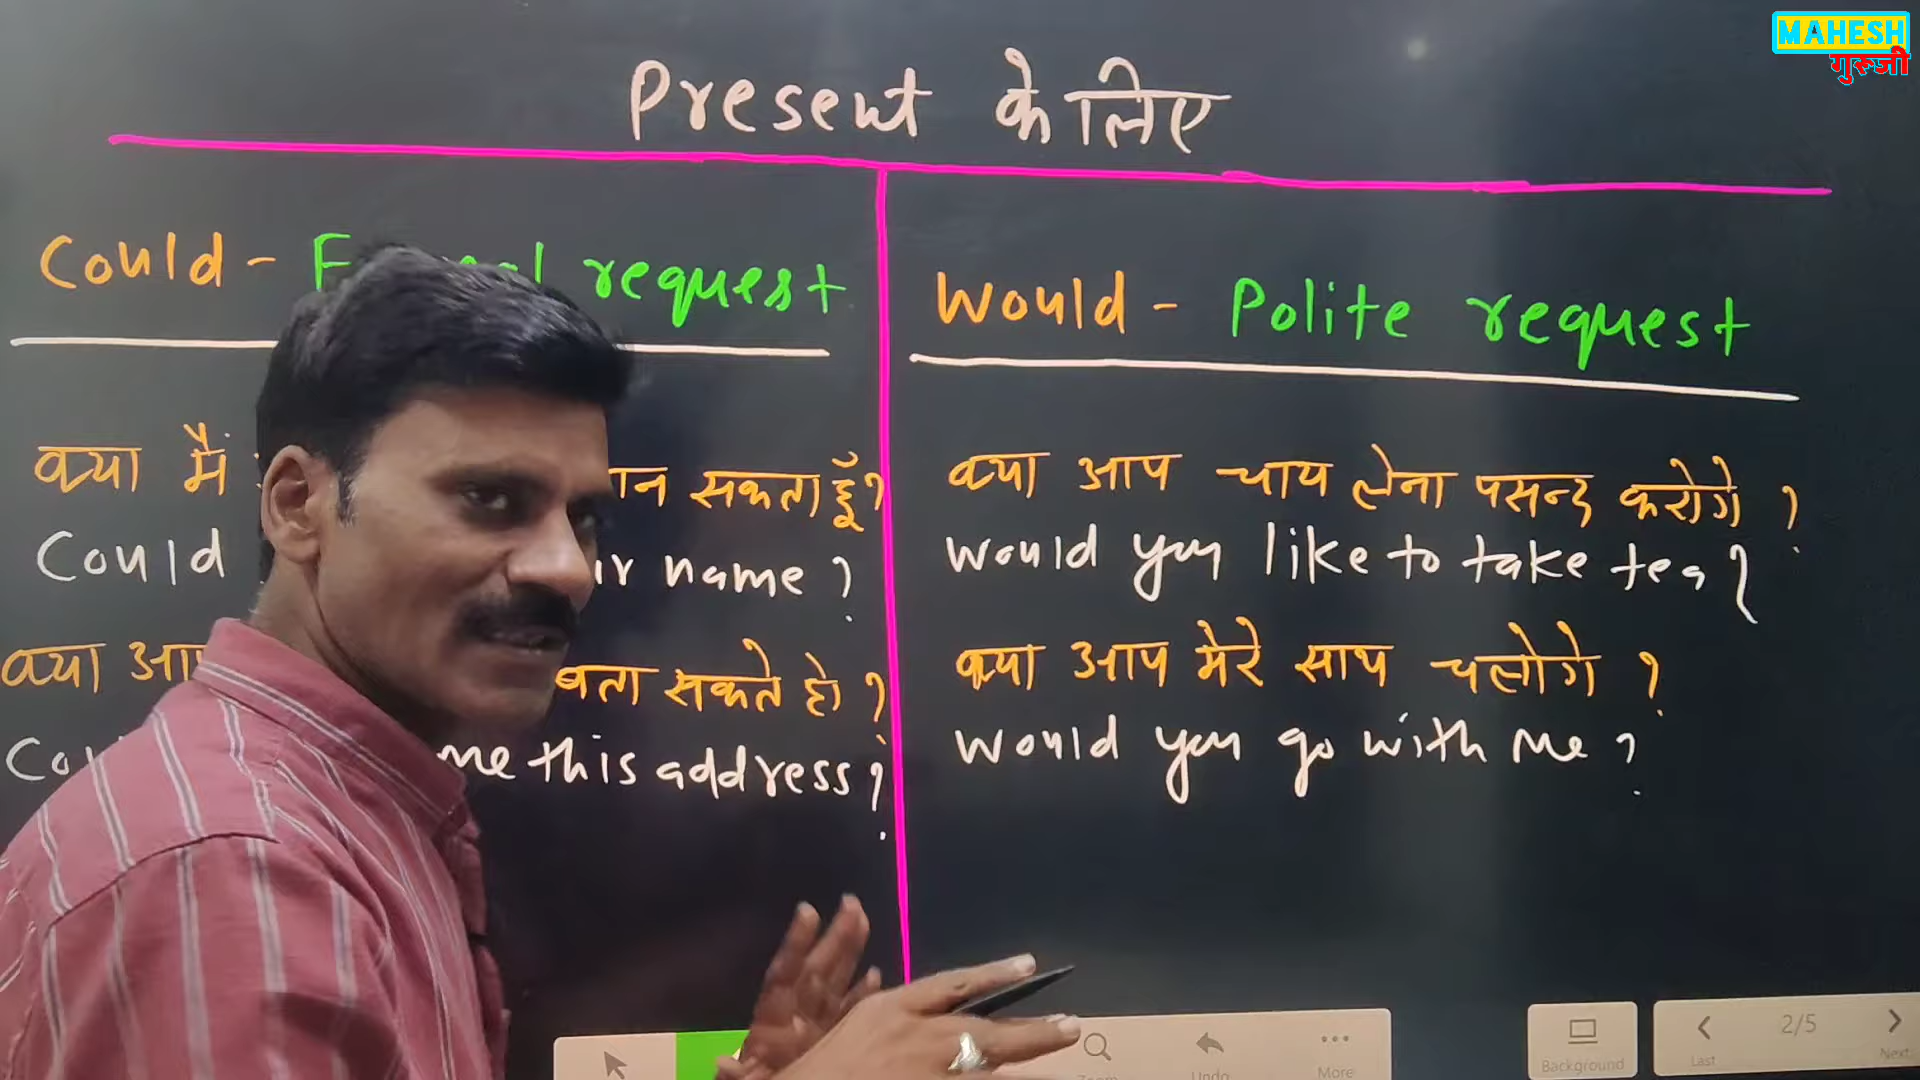 MAHESH
गुरूजी
Present के लिए
Could - request
क्या मैं सकता हूँ?
Could name ?
क्या बता सकते हो ?
me this address?
Would - Polite request
क्या आप चाय लेना पसन्द करोगे ?
Would you like to take tea?
क्या आप मेरे साथ चलोगे ?
Would you go with me ?
Zoom
Undo
More
Background
Last
2/5
Next